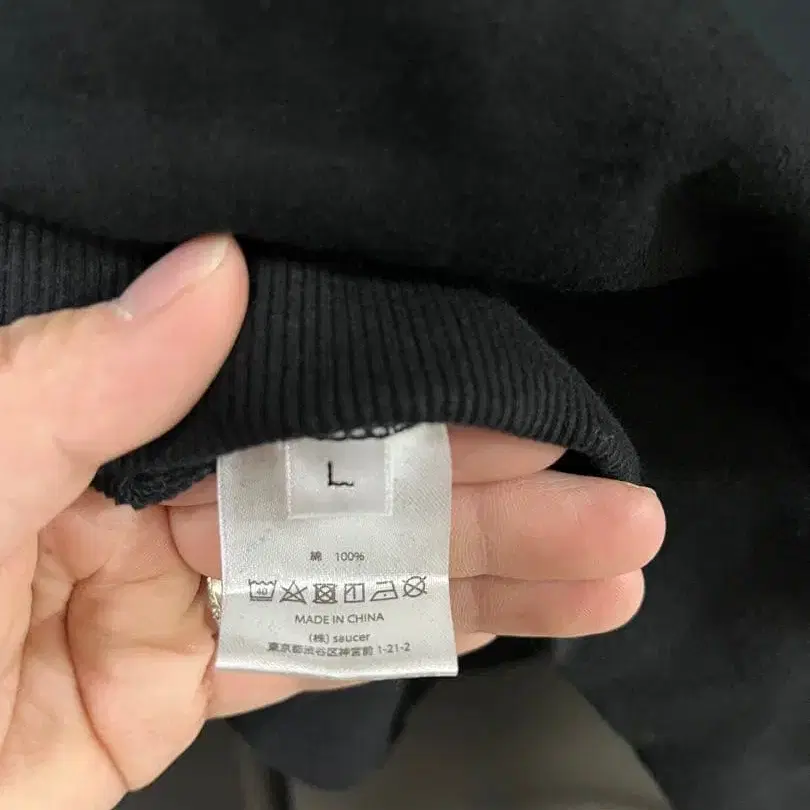 L
綿 100%
40
MADE IN CHINA
(株) saucer
東京都渋谷区神宮前 1-21-2